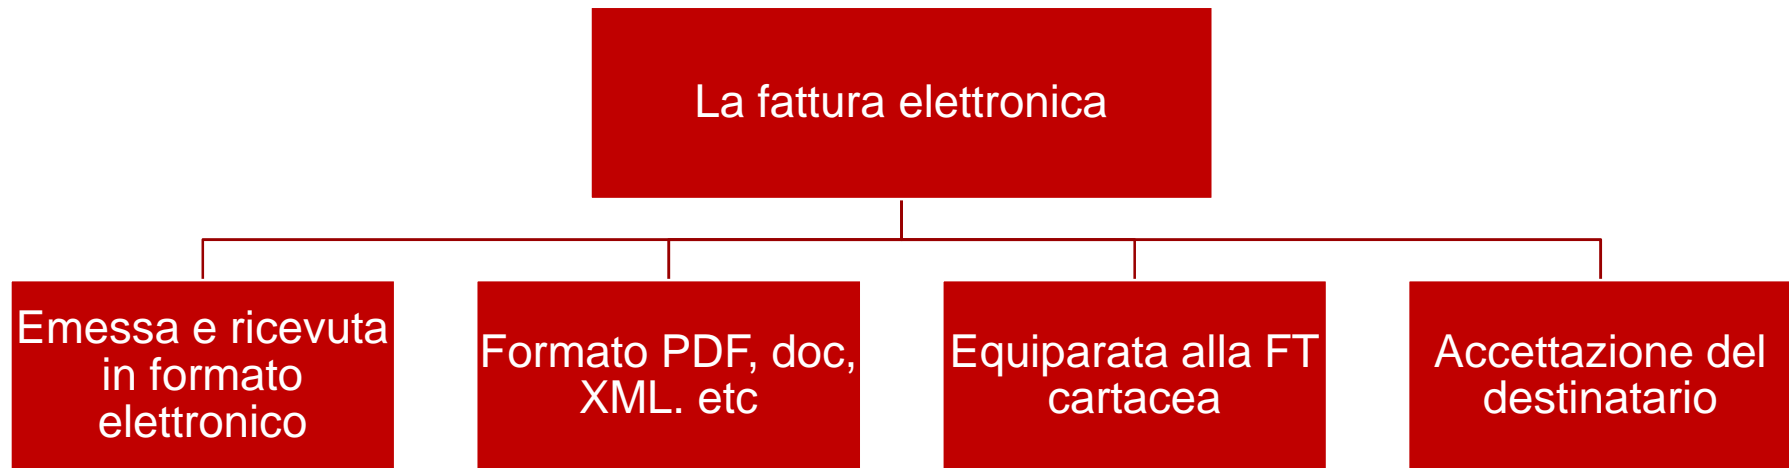 La fattura elettronica
Emessa e ricevuta
in formato
elettronico
Formato PDF, doc,
XML. etc
Equiparata alla FT
cartacea
Accettazione del
destinatario